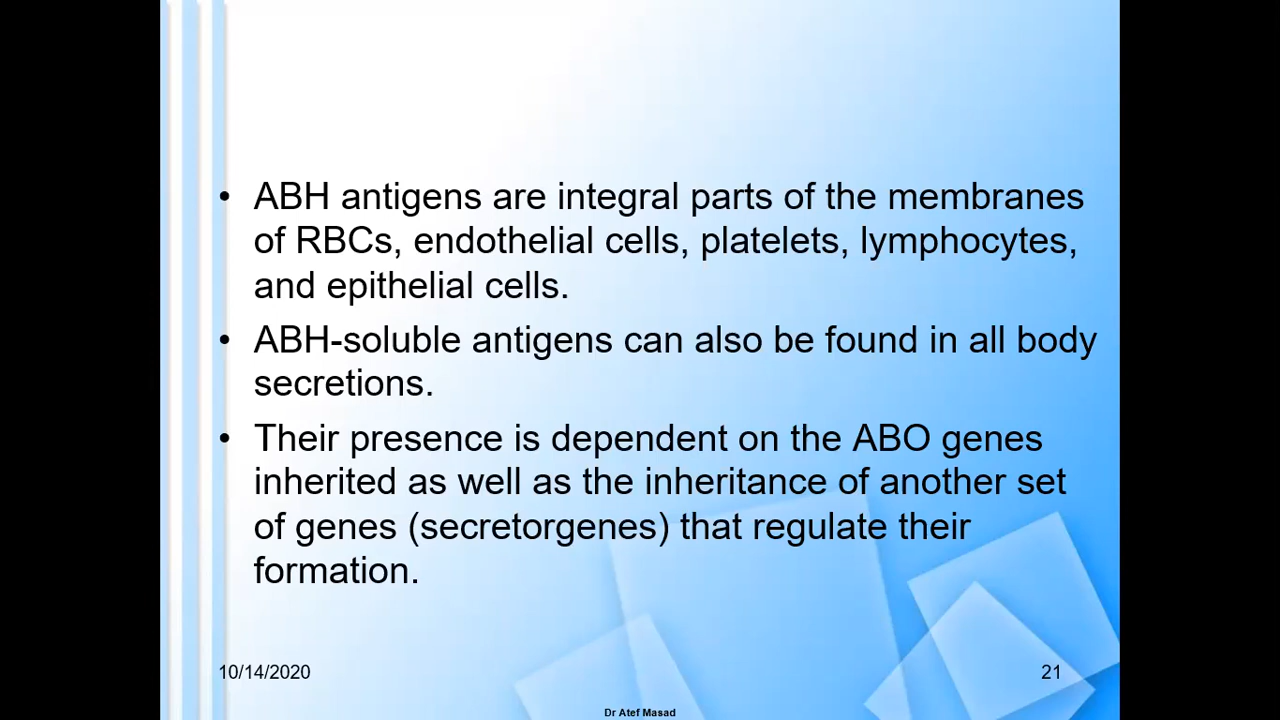 • ABH antigens are integral parts of the membranes
of RBCs, endothelial cells, platelets, lymphocytes,
and epithelial cells.
• ABH-soluble antigens can also be found in all body
secretions.
• Their presence is dependent on the ABO genes
inherited as well as the inheritance of another set
of genes (secretorgenes) that regulate their
formation.
10/14/2020
21
Dr Atef Masad